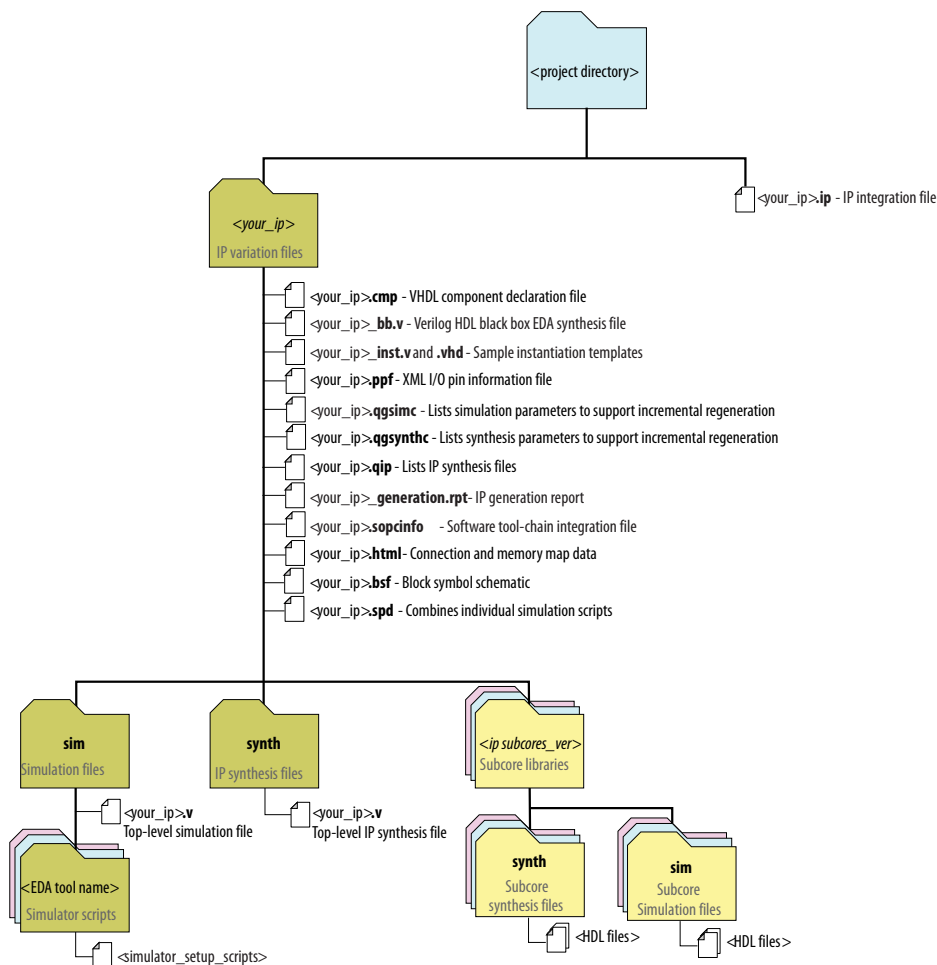 <project directory>
<your_ip>.ip - IP integration file
<your_ip>
IP variation files
<your_ip>.cmp - VHDL component declaration file
<your_ip>_bb.v - Verilog HDL black box EDA synthesis file
<your_ip>_inst.v and .vhd - Sample instantiation templates
<your_ip>.ppf - XML I/O pin information file
<your_ip>.qgsimc - Lists simulation parameters to support incremental regeneration
<your_ip>.qgsynthc - Lists synthesis parameters to support incremental regeneration
<your_ip>.qip - Lists IP synthesis files
<your_ip>_generation.rpt- IP generation report
<your_ip>.sopcinfo - Software tool-chain integration file
<your_ip>.html- Connection and memory map data
<your_ip>.bsf - Block symbol schematic
<your_ip>.spd - Combines individual simulation scripts
sim
Simulation files
<your_ip>.v
Top-level simulation file
<EDA tool name>
Simulator scripts
<simulator_setup_scripts>
synth
IP synthesis files
<your_ip>.v
Top-level IP synthesis file
<ip subcores_ver>
Subcore libraries
synth
Subcore
synthesis files
<HDL files>
sim
Subcore
Simulation files
<HDL files>